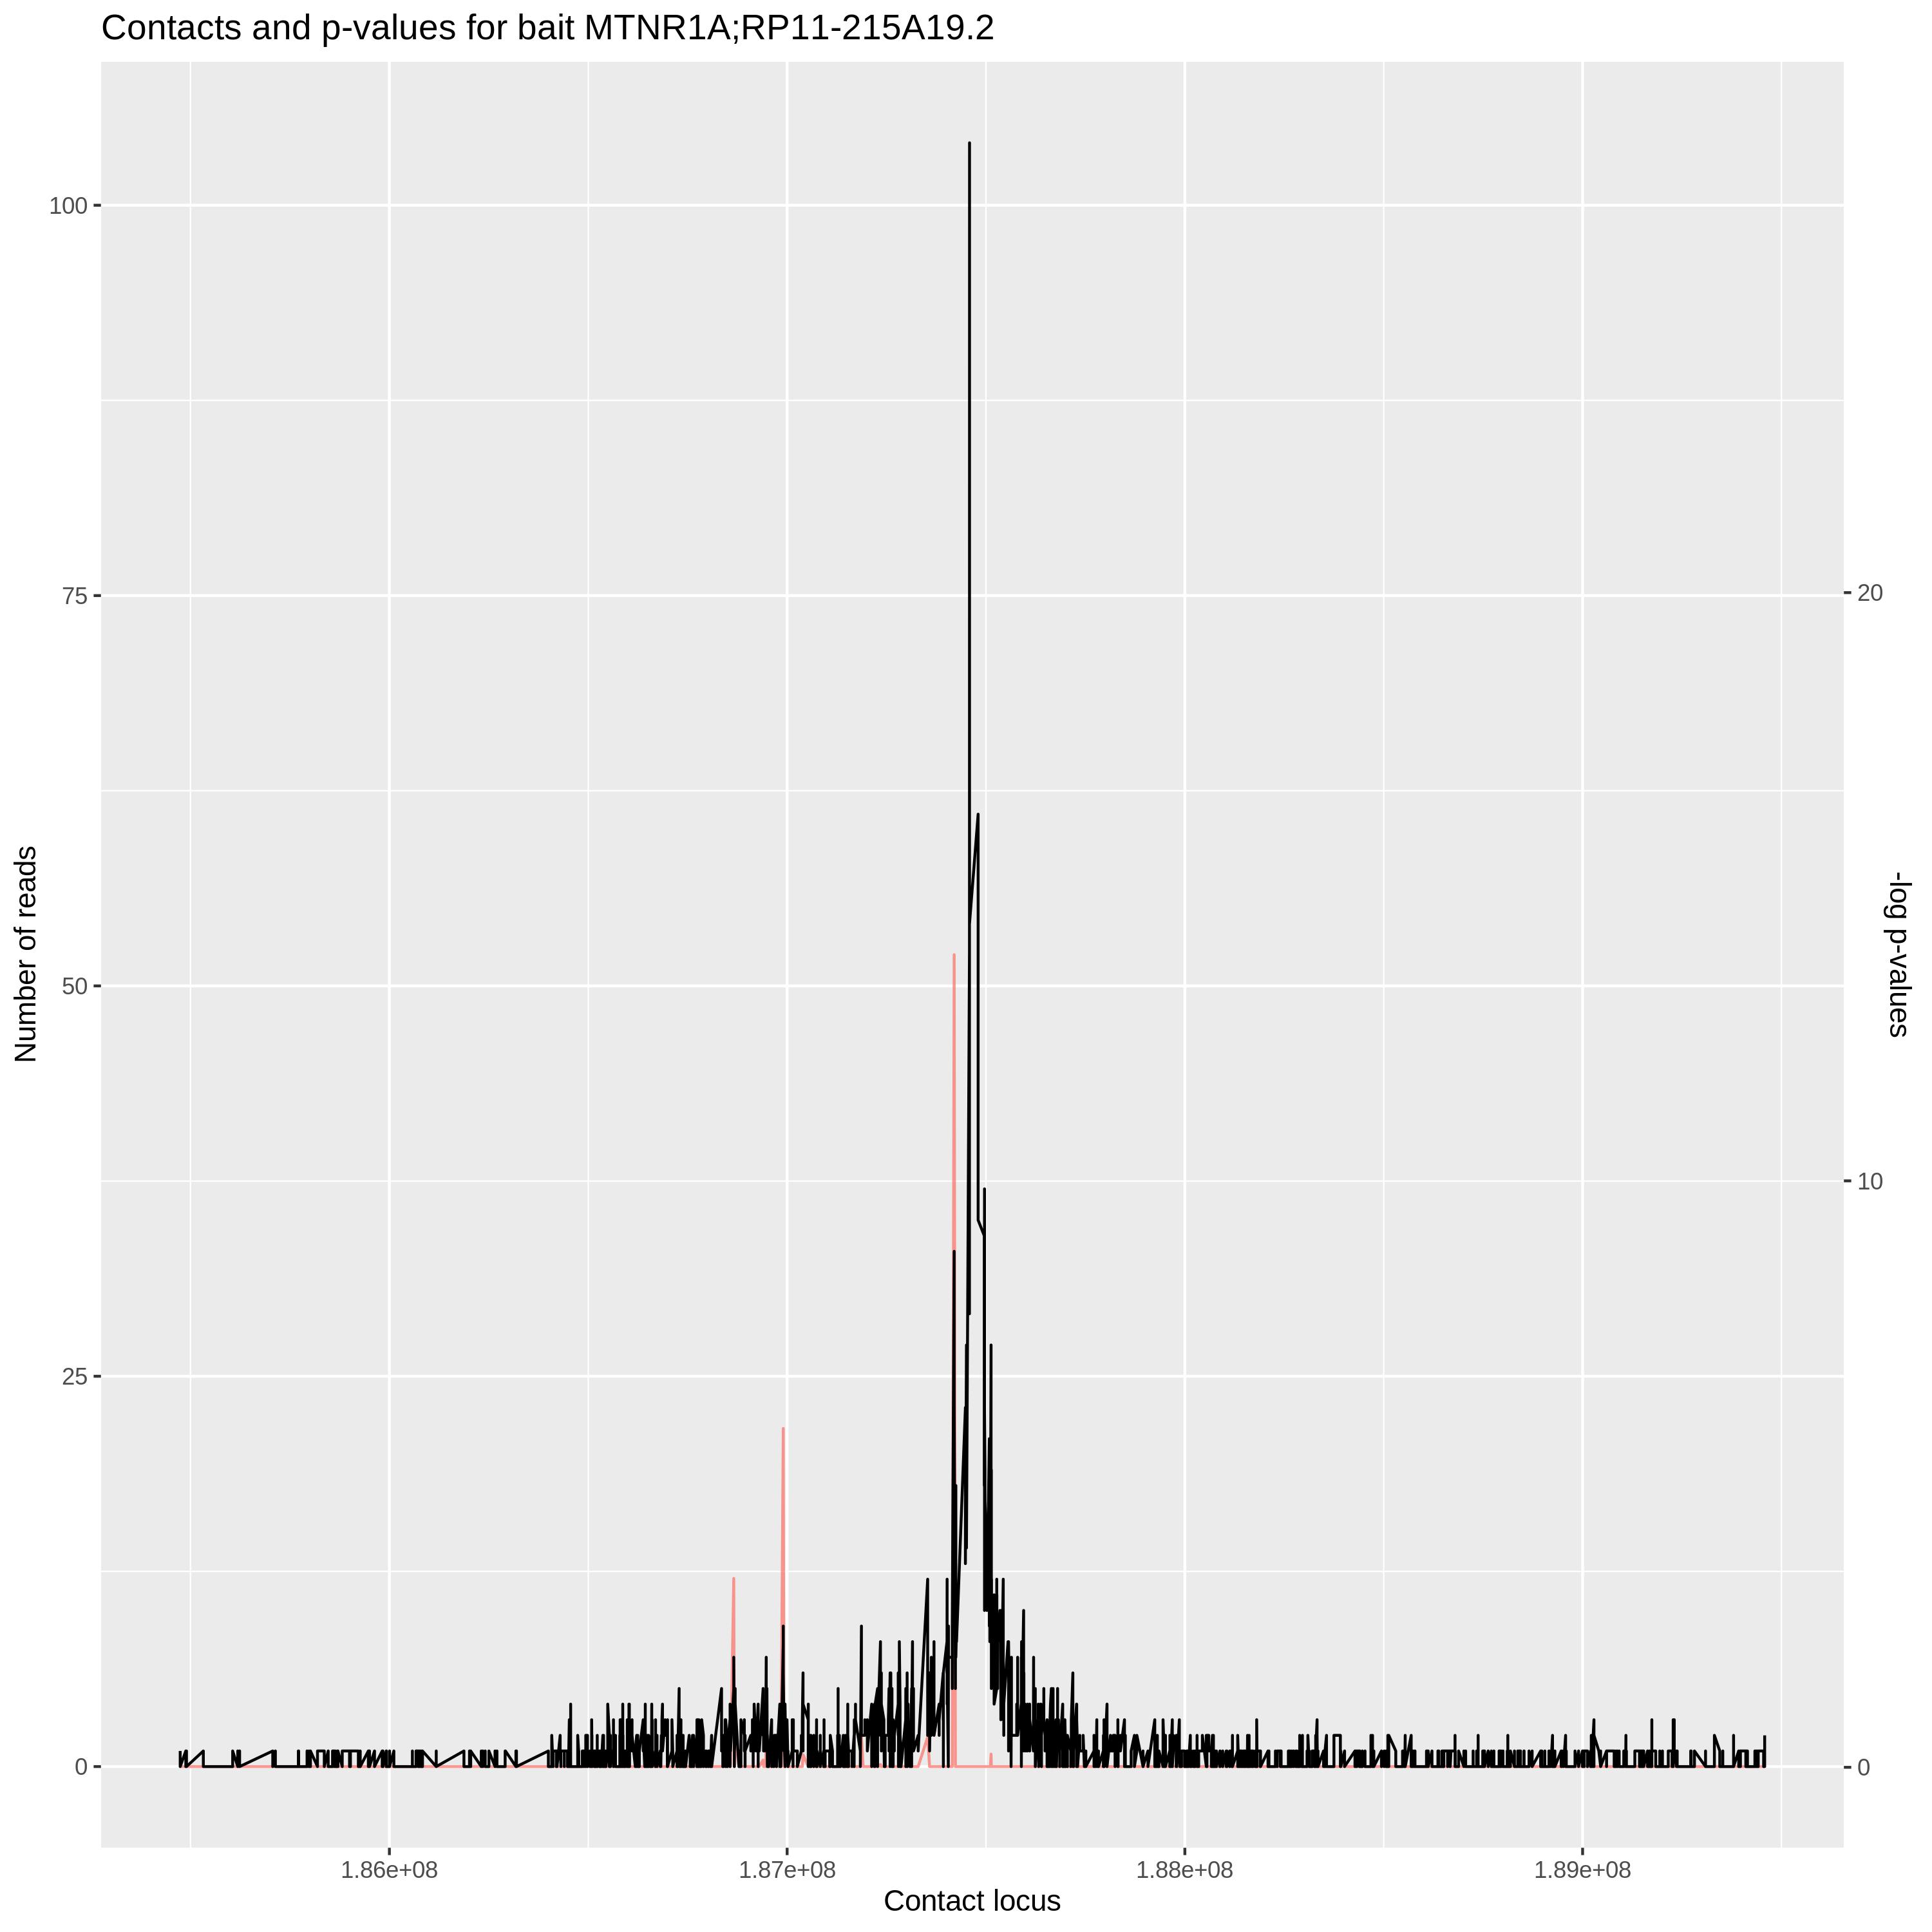 Contacts and p-values for bait MTNR1A;RP11-215A19.2
100
75
50
25
0
Number of reads
20
10
0
-log p-values
1.86e+08
1.87e+08
1.88e+08
1.89e+08
Contact locus